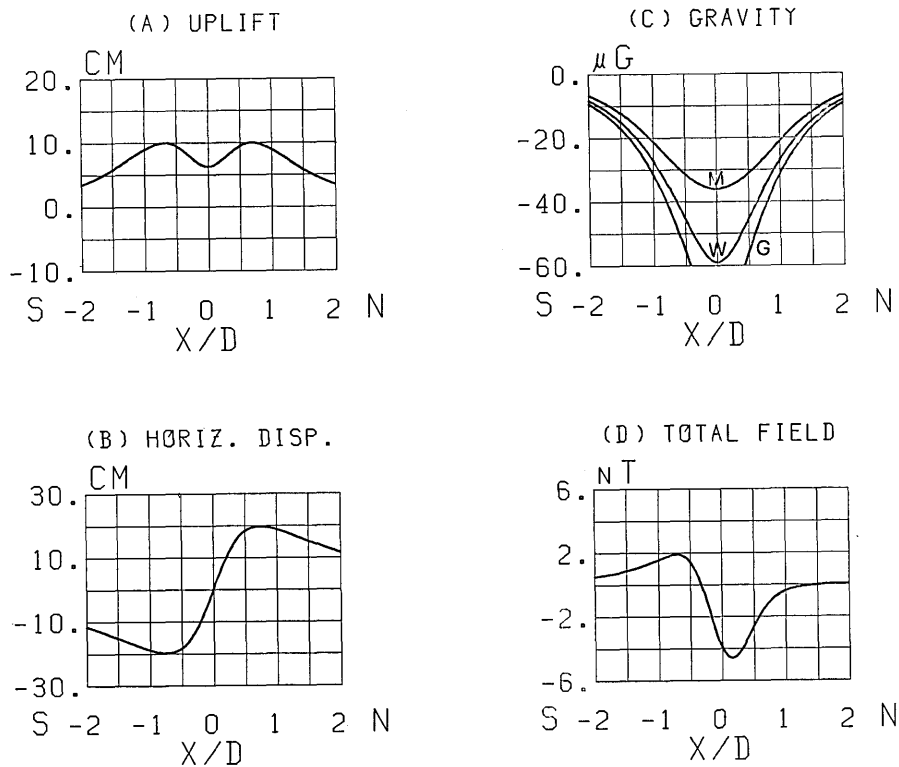 (A) UPLIFT
CM
20.
10.
0.
-10.
S -2 -1 0 1 2 N
X/D
(C) GRAVITY
μG
0.
-20.
-40.
-60.
M
W
G
S -2 -1 0 1 2 N
X/D
(B) HØRIZ. DISP.
CM
30.
10.
-10.
-30.
S -2 -1 0 1 2 N
X/D
(D) TØTAL FIELD
nT
6.
2.
-2.
-6.
S -2 -1 0 1 2 N
X/D